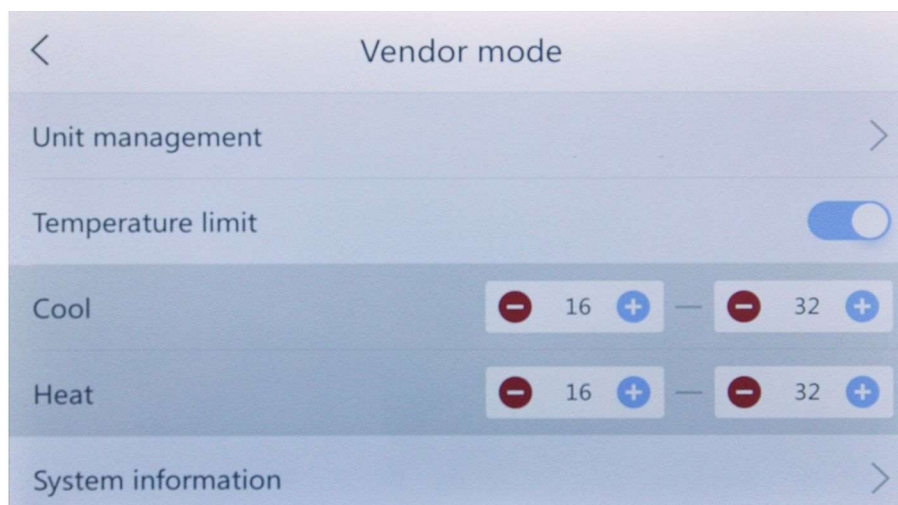 Vendor mode
Unit management
Temperature limit
Cool 16 — 32
Heat 16 — 32
System information